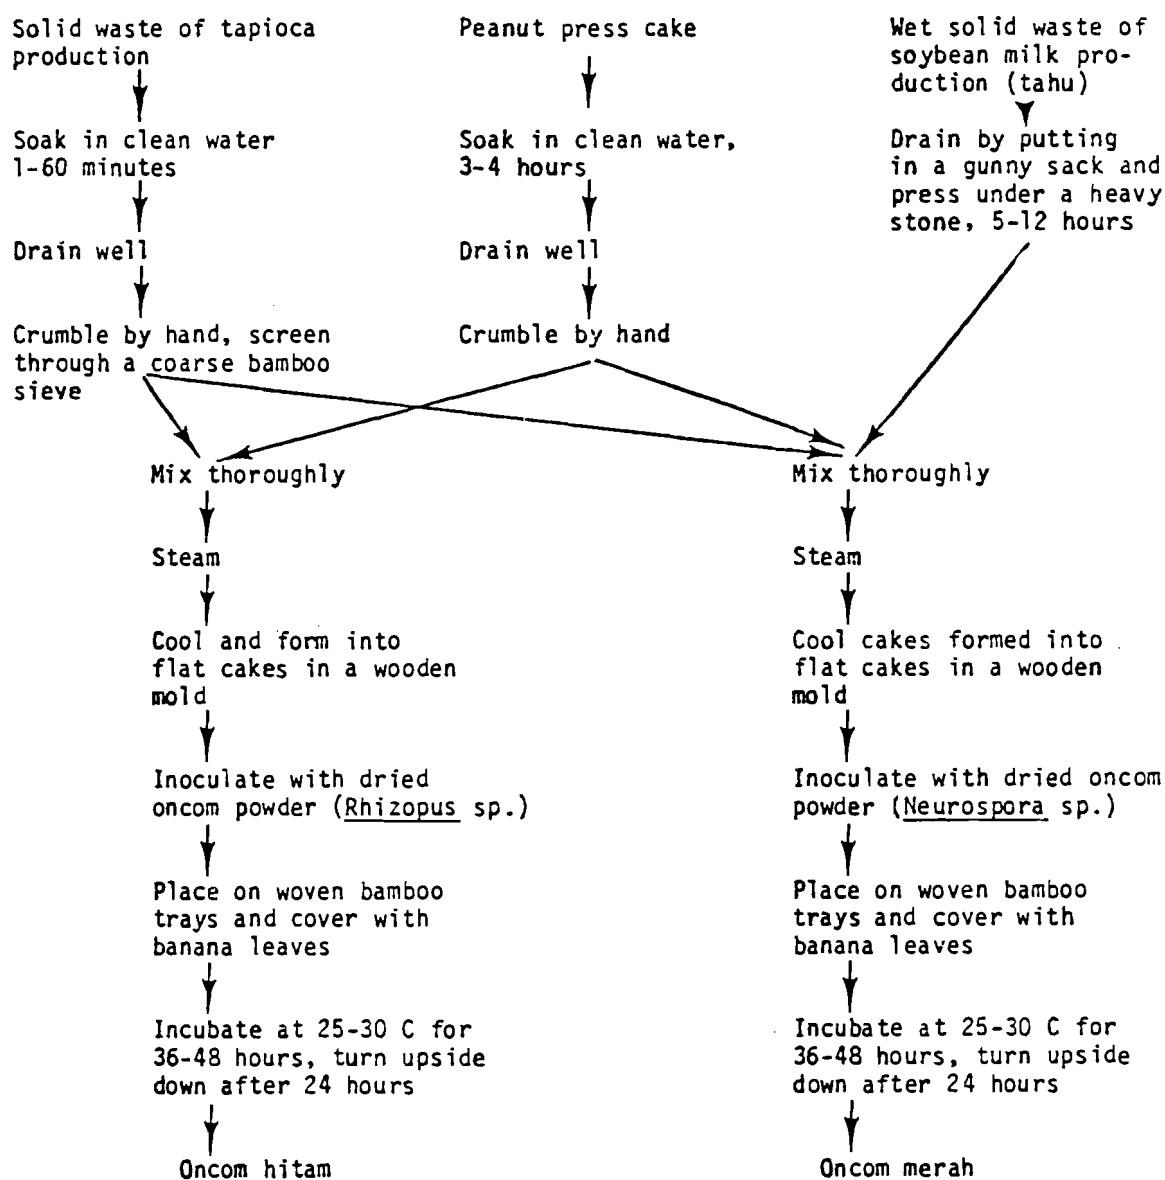 Solid waste of tapioca
production
Peanut press cake
Wet solid waste of
soybean milk pro-
duction (tahu)
Soak in clean water
1-60 minutes
Soak in clean water,
3-4 hours
Drain by putting
in a gunny sack and
press under a heavy
stone, 5-12 hours
Drain well
Drain well
Crumble by hand, screen
through a coarse bamboo
sieve
Crumble by hand
Mix thoroughly
Mix thoroughly
Steam
Steam
Cool and form into
flat cakes in a wooden
mold
Cool cakes formed into
flat cakes in a wooden
mold
Inoculate with dried
oncom powder (Rhizopus sp.)
Inoculate with dried oncom
powder (Neurospora sp.)
Place on woven bamboo
trays and cover with
banana leaves
Place on woven bamboo
trays and cover with
banana leaves
Incubate at 25-30 C for
36-48 hours, turn upside
down after 24 hours
Incubate at 25-30 C for
36-48 hours, turn upside
down after 24 hours
Oncom hitam
Oncom merah